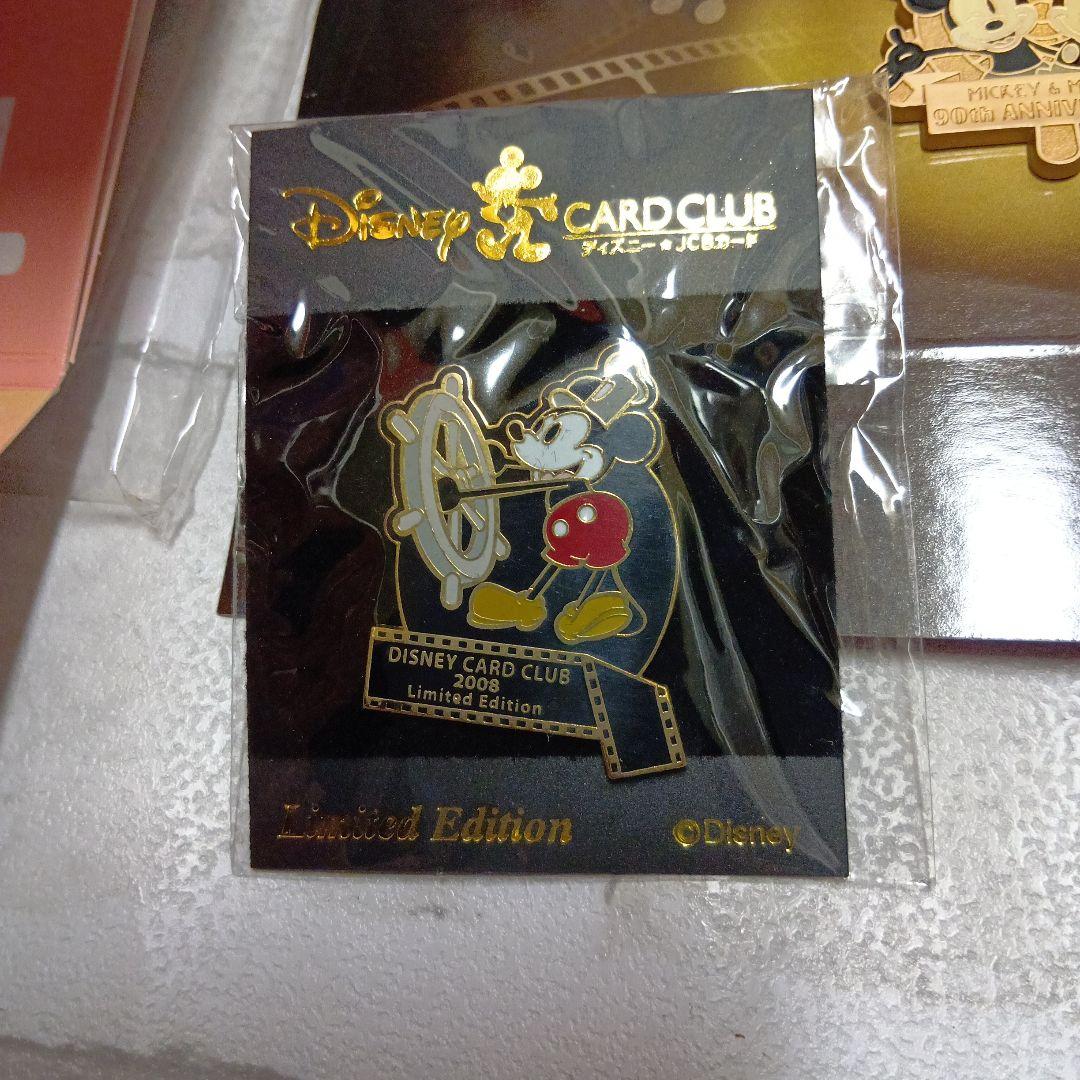 MICKEY & M
90th ANNIV
Disney CARD CLUB
ディズニー★JCBカード
DISNEY CARD CLUB
2008
Limited Edition
Limited Edition
©Disney